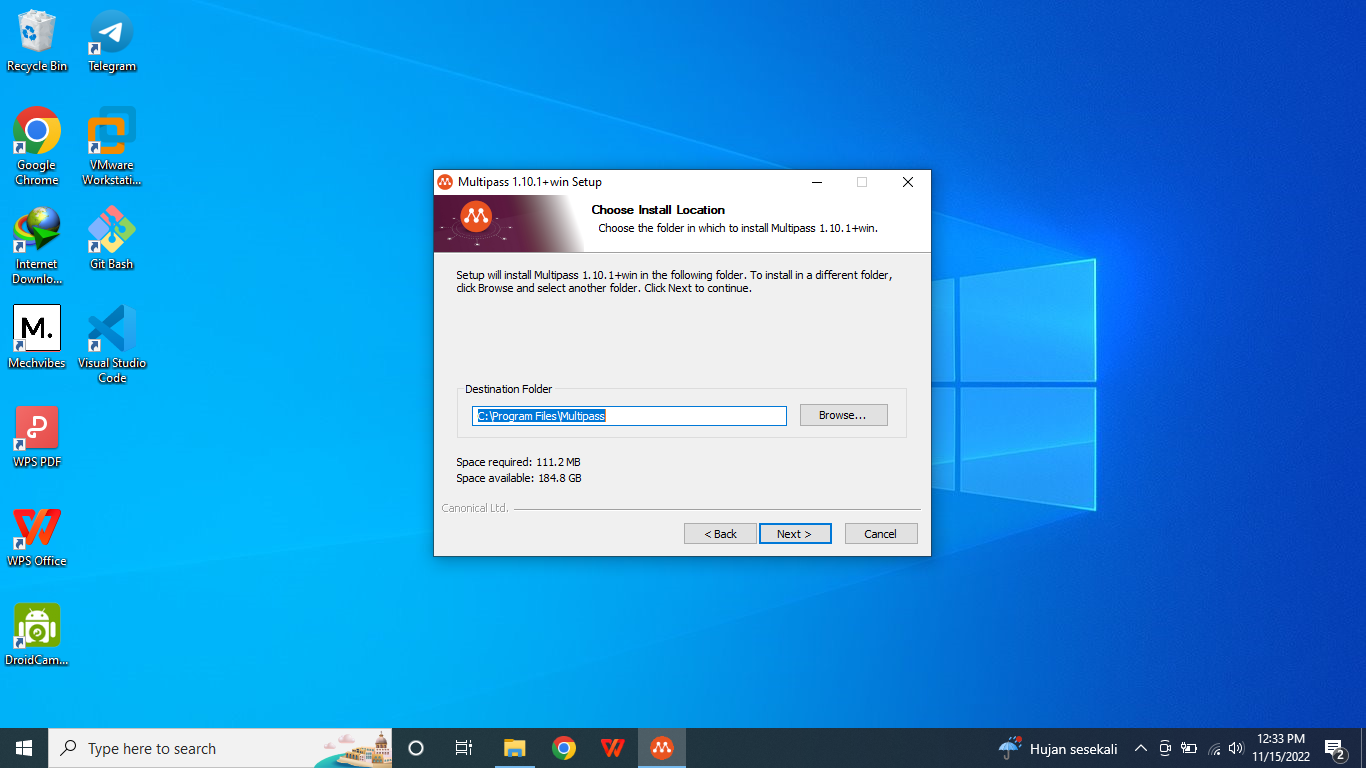 Recycle Bin
Telegram
Google
Chrome
VMware
Workstati...
Internet
Downlo...
Git Bash
M.
Mechvibes
Visual Studio
Code
WPS PDF
WPS Office
DroidCam...
Multipass 1.10.1+win Setup
Choose Install Location
Choose the folder in which to install Multipass 1.10.1+win.
Setup will install Multipass 1.10.1+win in the following folder. To install in a different folder,
click Browse and select another folder. Click Next to continue.
Destination Folder
C:\Program Files\Multipass
Browse...
Space required: 111.2 MB
Space available: 184.8 GB
Canonical Ltd.
< Back
Next >
Cancel
Type here to search
Hujan sesekali
12:33 PM
11/15/2022
2